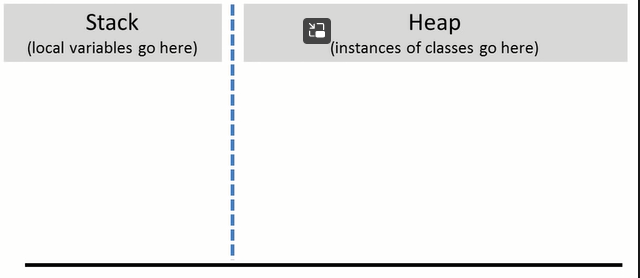 Stack
(local variables go here)
Heap
(instances of classes go here)